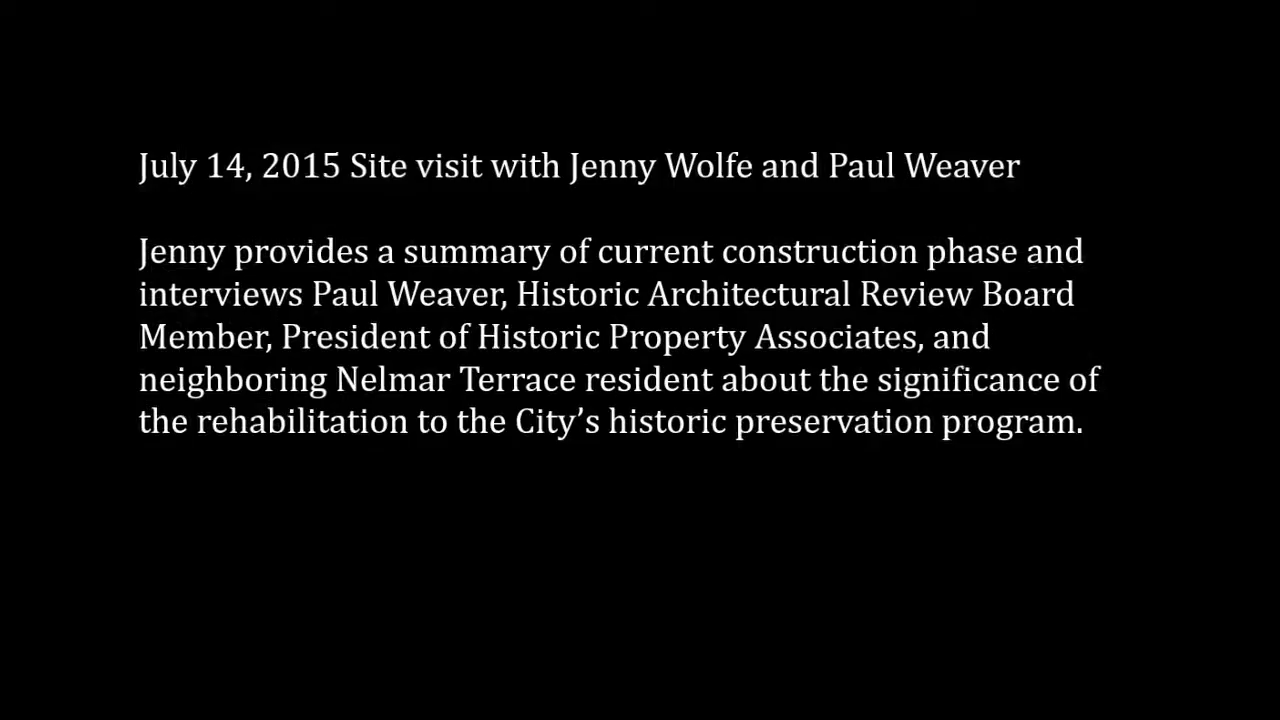 July 14, 2015 Site visit with Jenny Wolfe and Paul Weaver
Jenny provides a summary of current construction phase and
interviews Paul Weaver, Historic Architectural Review Board
Member, President of Historic Property Associates, and
neighboring Nelmar Terrace resident about the significance of
the rehabilitation to the City’s historic preservation program.